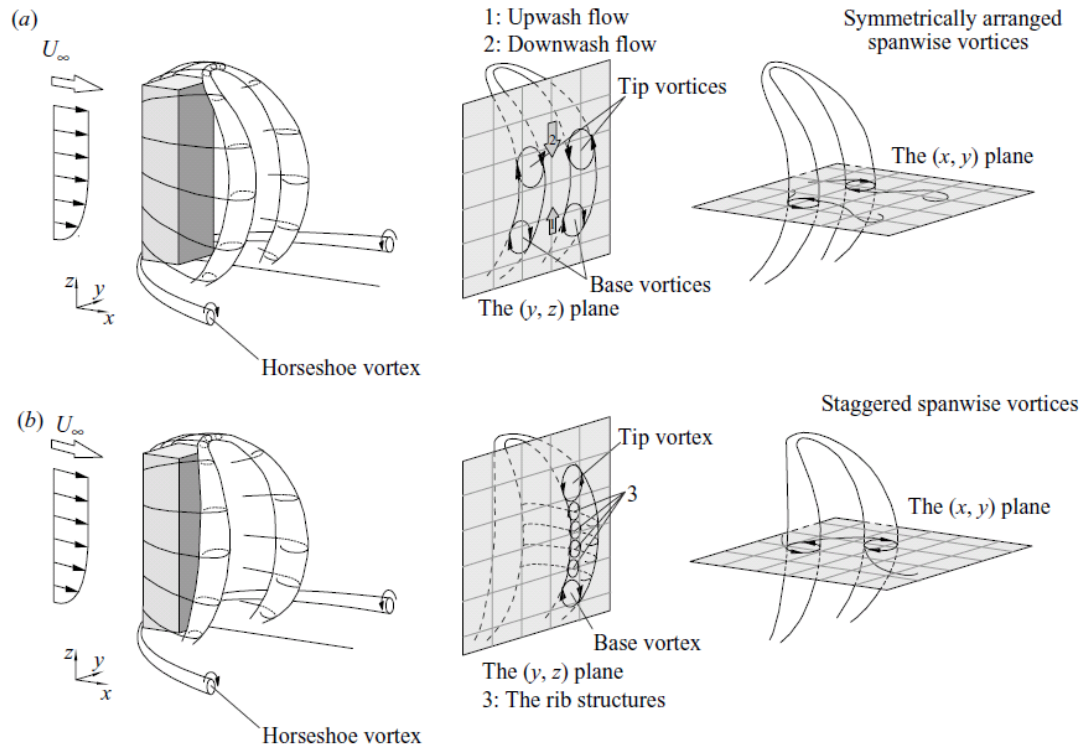 (a)
U∞
1: Upwash flow
2: Downwash flow
Symmetrically arranged
spanwise vortices
Tip vortices
2
The (x, y) plane
1
Base vortices
The (y, z) plane
z
y
x
Horseshoe vortex
(b)
U∞
Staggered spanwise vortices
Tip vortex
3
The (x, y) plane
Base vortex
The (y, z) plane
3: The rib structures
z
y
x
Horseshoe vortex